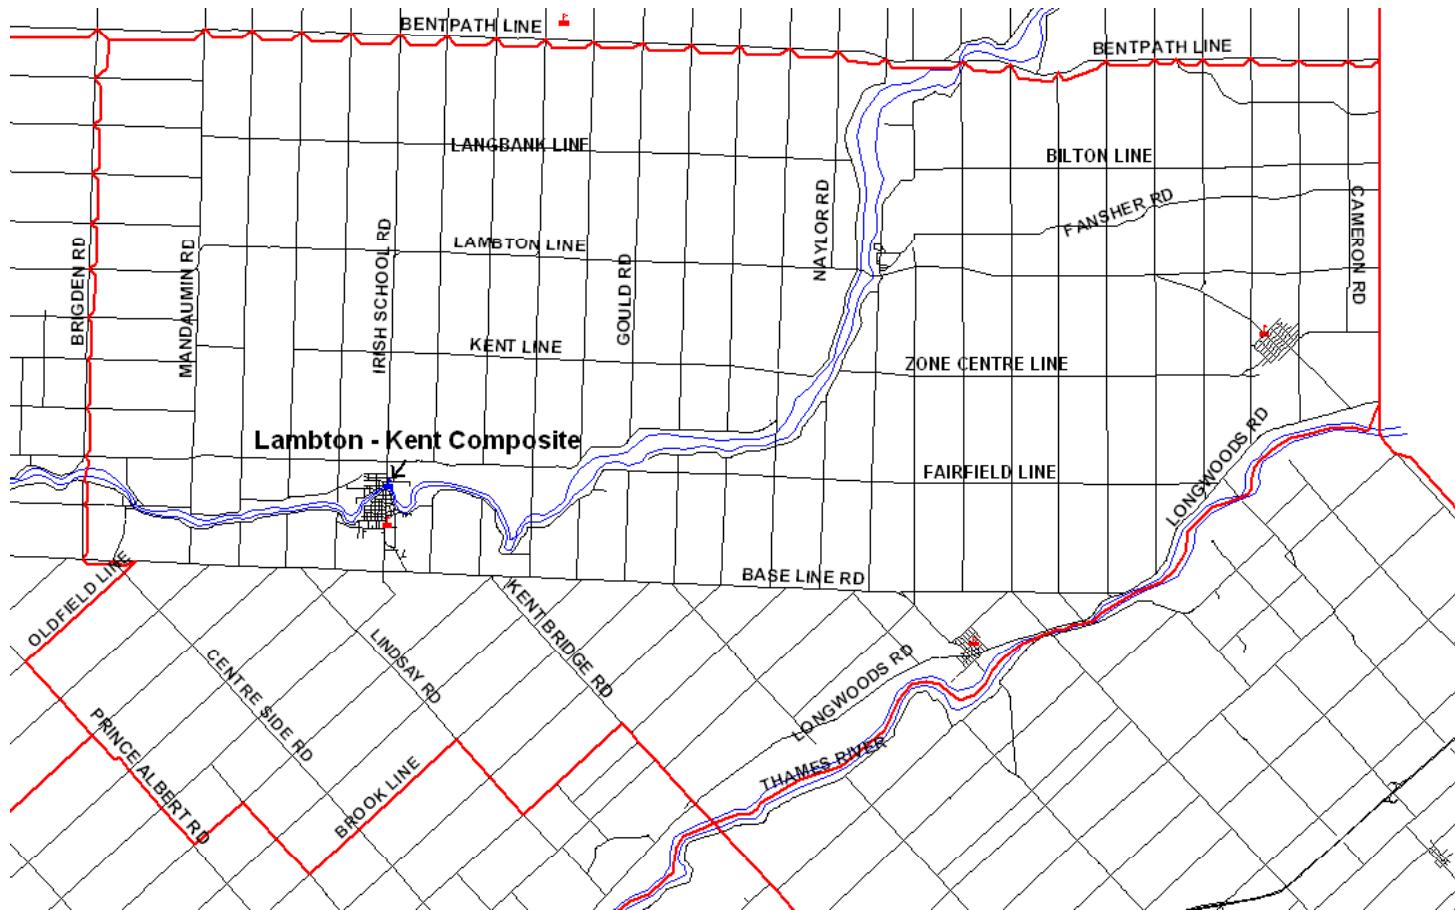 BENTPATH LINE
BENTPATH LINE
LANGBANK LINE
BILTON LINE
NAYLOR RD
FANSHER RD
CAMERON RD
BRIGDEN RD
MANDAUMIN RD
IRISH SCHOOL RD
LAMBTON LINE
GOULD RD
KENT LINE
ZONE CENTRE LINE
Lambton - Kent Composite
FAIRFIELD LINE
LONGWOODS RD
BASE LINE RD
OLDFIELD LINE
KENTBRIDGE RD
LINDSAY RD
CENTRE SIDE RD
LONGWOODS RD
PRINCE ALBERT RD
BROOK LINE
THAMES RIVER